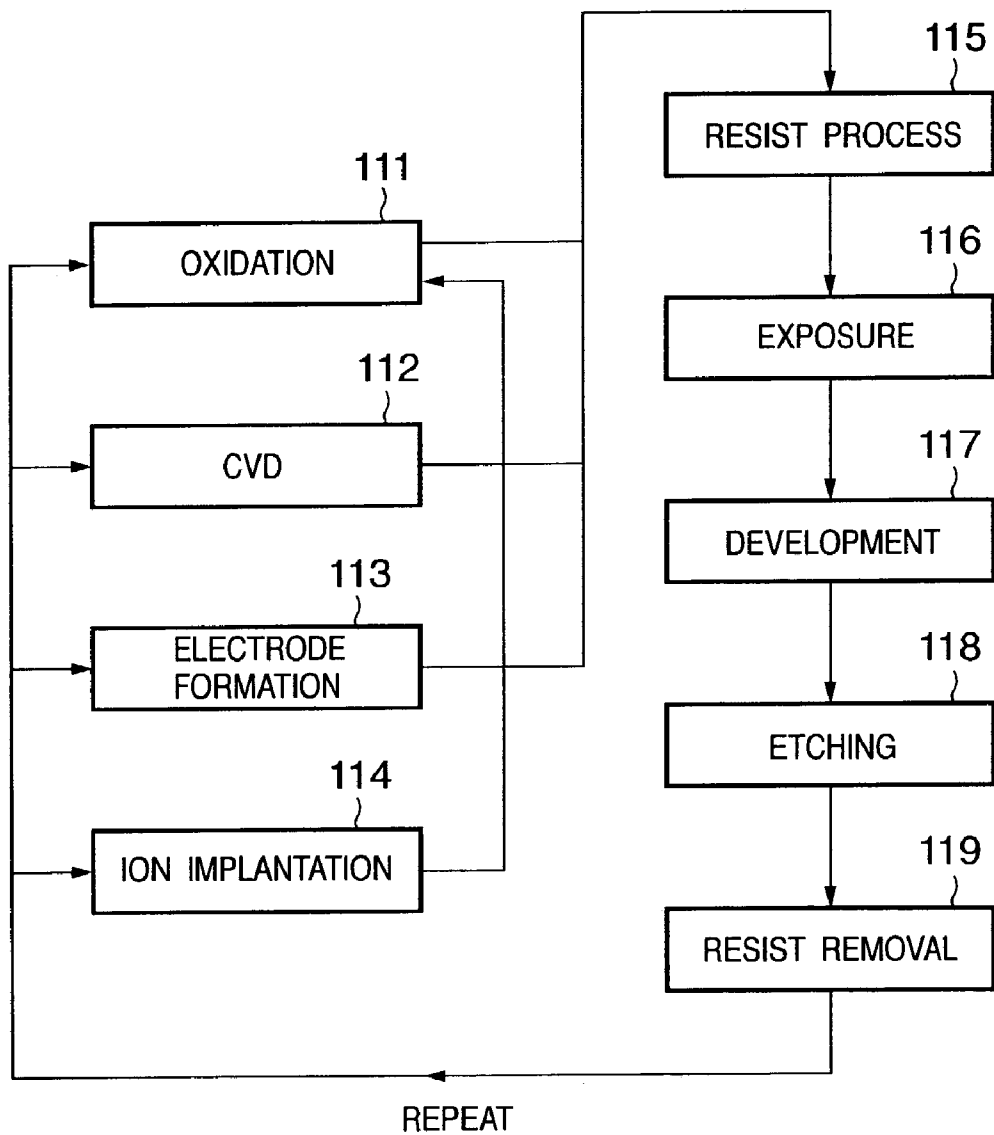 111
OXIDATION
112
CVD
113
ELECTRODE
FORMATION
114
ION IMPLANTATION
115
RESIST PROCESS
116
EXPOSURE
117
DEVELOPMENT
118
ETCHING
119
RESIST REMOVAL
REPEAT